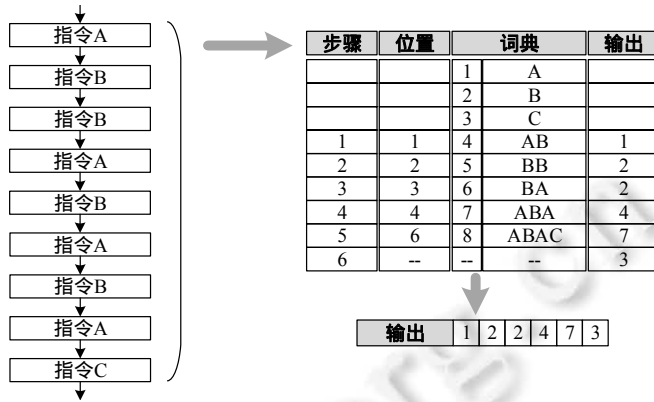 指令A
指令B
指令B
指令A
指令B
指令A
指令B
指令A
指令C
步骤 位置 词典 输出
1 A
2 B
3 C
1 1 4 AB 1
2 2 5 BB 2
3 3 6 BA 2
4 4 7 ABA 4
5 6 8 ABAC 7
6 -- -- -- 3
输出 1 2 2 4 7 3